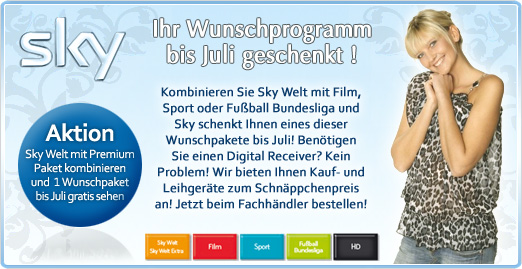 sky
Ihr Wunschprogramm
bis Juli geschenkt !
Kombinieren Sie Sky Welt mit Film,
Sport oder Fußball Bundesliga und
Sky schenkt Ihnen eines dieser
Wunschpakete bis Juli! Benötigen
Sie einen Digital Receiver? Kein
Problem! Wir bieten Ihnen Kauf- und
Leihgeräte zum Schnäppchenpreis
an! Jetzt beim Fachhändler bestellen!
Aktion
Sky Welt mit Premium
Paket kombinieren
und 1 Wunschpaket
bis Juli gratis sehen
Sky Welt
Sky Welt Extra
Film
Sport
Fußball
Bundesliga
HD